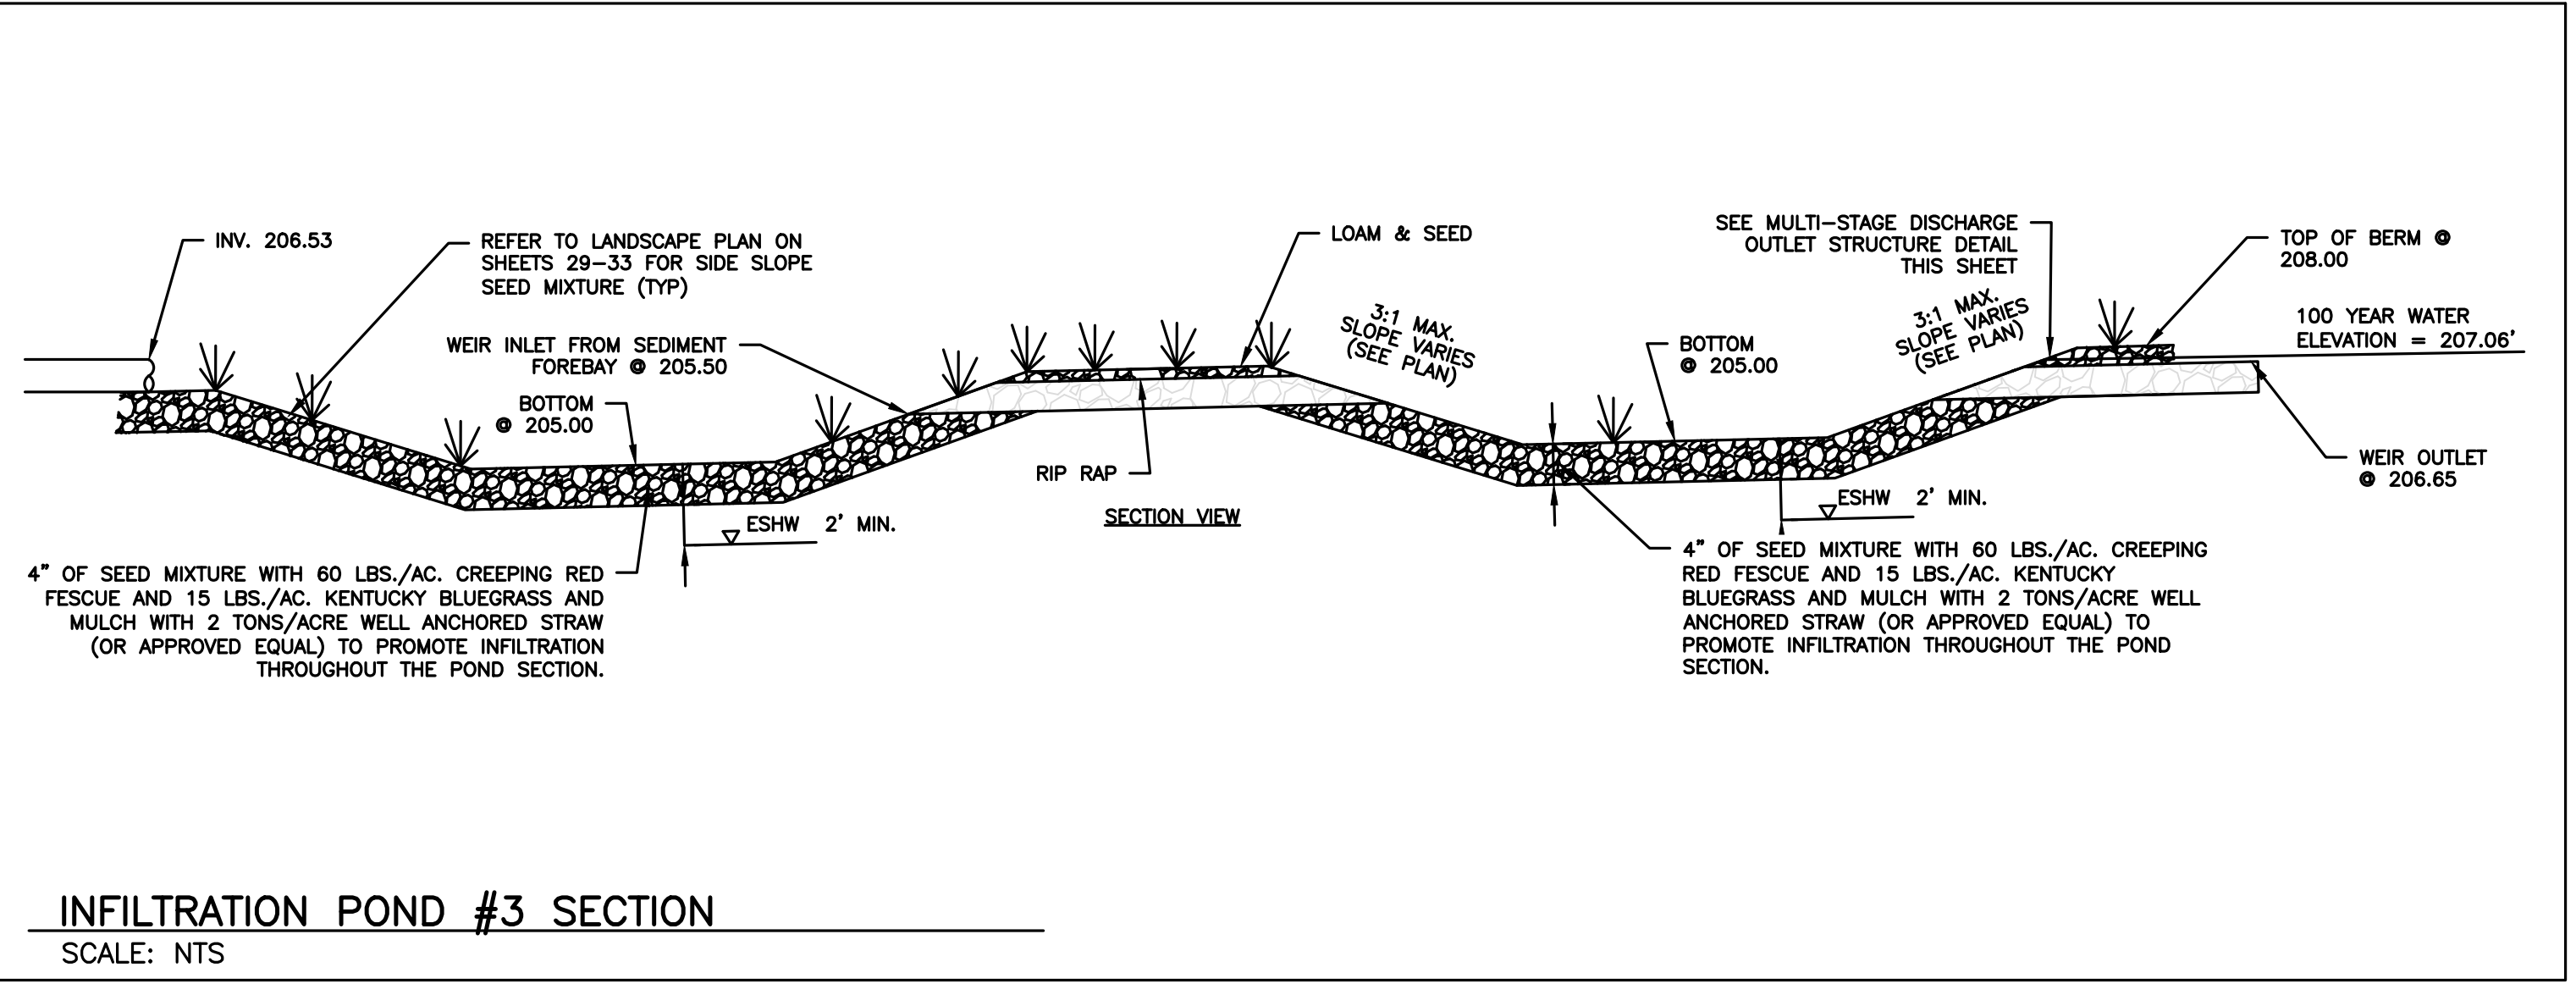 INV. 206.53
REFER TO LANDSCAPE PLAN ON
SHEETS 29-33 FOR SIDE SLOPE
SEED MIXTURE (TYP)
WEIR INLET FROM SEDIMENT
FOREBAY @ 205.50
BOTTOM
@ 205.00
LOAM & SEED
3:1 MAX.
SLOPE VARIES
(SEE PLAN)
SEE MULTI-STAGE DISCHARGE
OUTLET STRUCTURE DETAIL
THIS SHEET
3:1 MAX.
SLOPE VARIES
(SEE PLAN)
TOP OF BERM @
208.00
100 YEAR WATER
ELEVATION = 207.06'
BOTTOM
@ 205.00
RIP RAP
SECTION VIEW
WEIR OUTLET
@ 206.65
ESHW 2' MIN.
ESHW 2' MIN.
4" OF SEED MIXTURE WITH 60 LBS./AC. CREEPING RED
FESCUE AND 15 LBS./AC. KENTUCKY BLUEGRASS AND
MULCH WITH 2 TONS/ACRE WELL ANCHORED STRAW
(OR APPROVED EQUAL) TO PROMOTE INFILTRATION
THROUGHOUT THE POND SECTION.
4" OF SEED MIXTURE WITH 60 LBS./AC. CREEPING
RED FESCUE AND 15 LBS./AC. KENTUCKY
BLUEGRASS AND MULCH WITH 2 TONS/ACRE WELL
ANCHORED STRAW (OR APPROVED EQUAL) TO
PROMOTE INFILTRATION THROUGHOUT THE POND
SECTION.
INFILTRATION POND #3 SECTION
SCALE: NTS